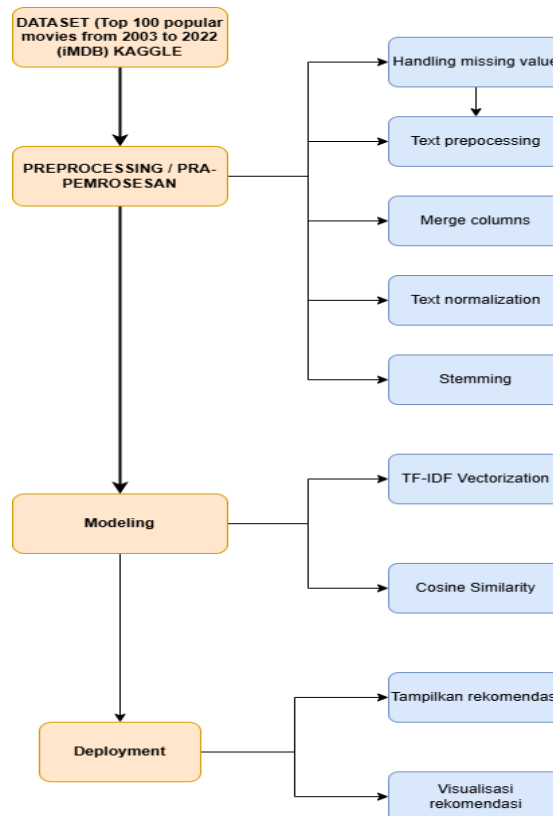 DATASET (Top 100 popular
movies from 2003 to 2022
(iMDB) KAGGLE
Handling missing value
Text prepocessing
PREPROCESSING / PRA-
PEMROSESAN
Merge columns
Text normalization
Stemming
TF-IDF Vectorization
Modeling
Cosine Similarity
Tampilkan rekomendas
Deployment
Visualisasi
rekomendasi